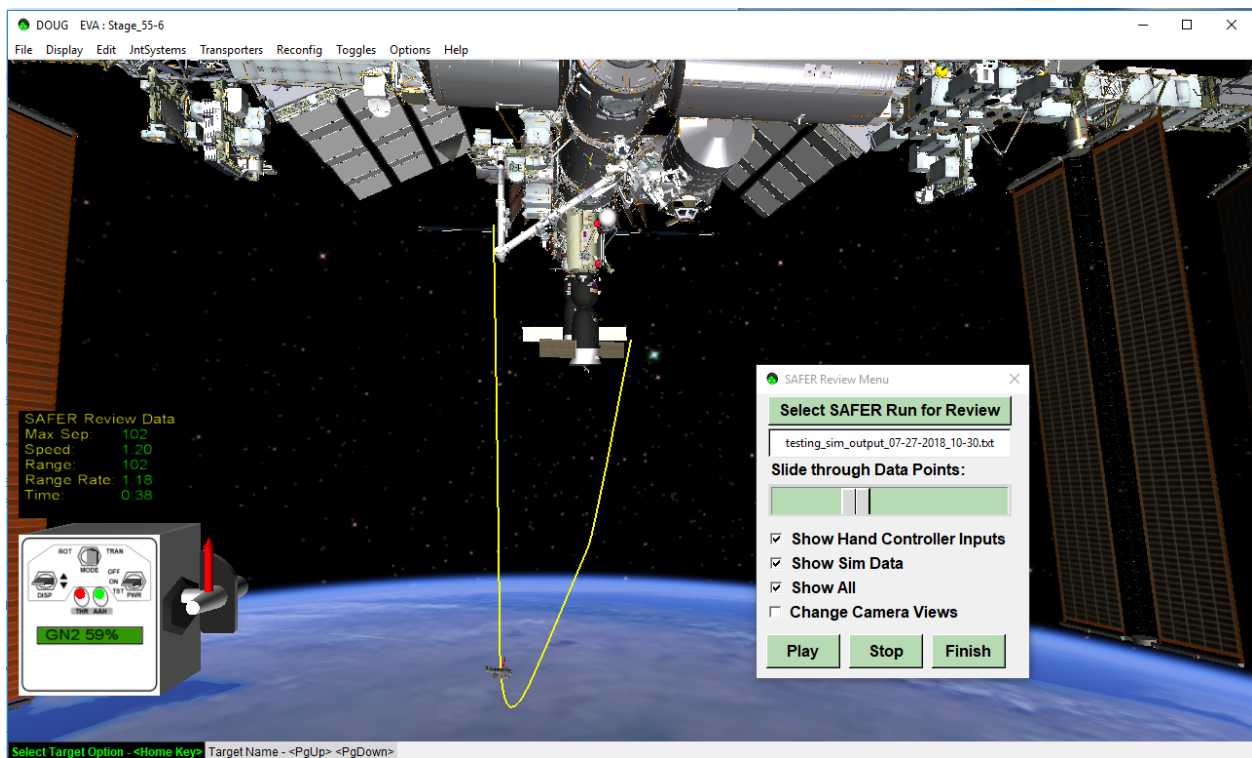 DOUG EVA : Stage_55-6
File Display Edit JntSystems Transporters Reconfig Toggles Options Help
SAFER Review Data
Max Sep: 102
Speed: 1.20
Range: 102
Range Rate: 1.18
Time: 0:38
ROT TRAN
MODE
OFF
ON
TST
DISP
PWR
THR AAH
GN2 59%
SAFER Review Menu
Select SAFER Run for Review
testing_sim_output_07-27-2018_10-30.txt
Slide through Data Points:
Show Hand Controller Inputs
Show Sim Data
Show All
Change Camera Views
Play Stop Finish
Select Target Option - <Home Key> Target Name - <PgUp> <PgDown>